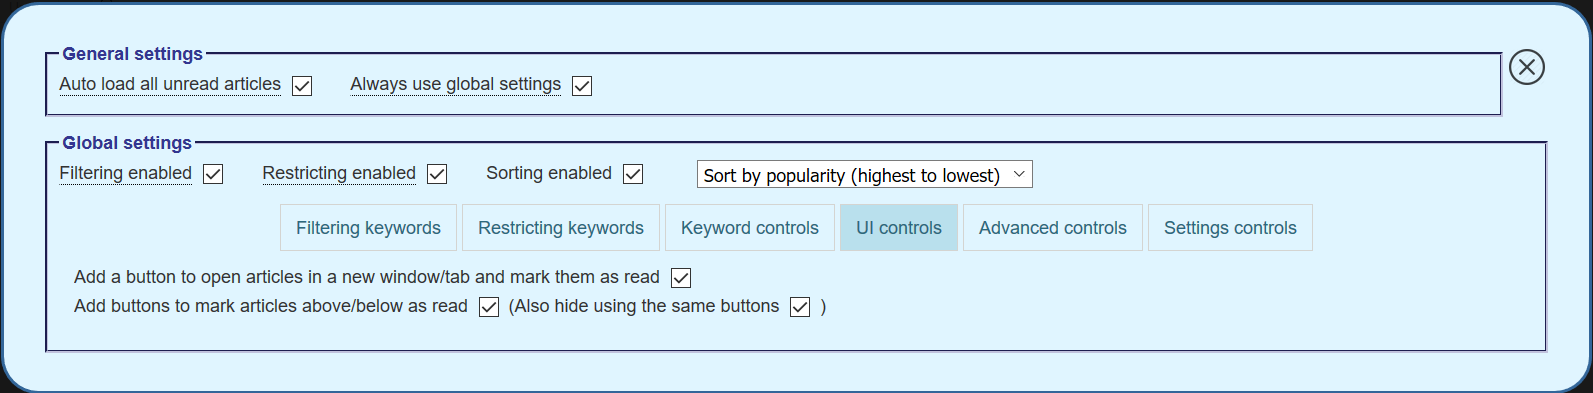 General settings
Auto load all unread articles Always use global settings
Global settings
Filtering enabled Restricting enabled Sorting enabled Sort by popularity (highest to lowest)
Filtering keywords Restricting keywords Keyword controls UI controls Advanced controls Settings controls
Add a button to open articles in a new window/tab and mark them as read
Add buttons to mark articles above/below as read (Also hide using the same buttons )